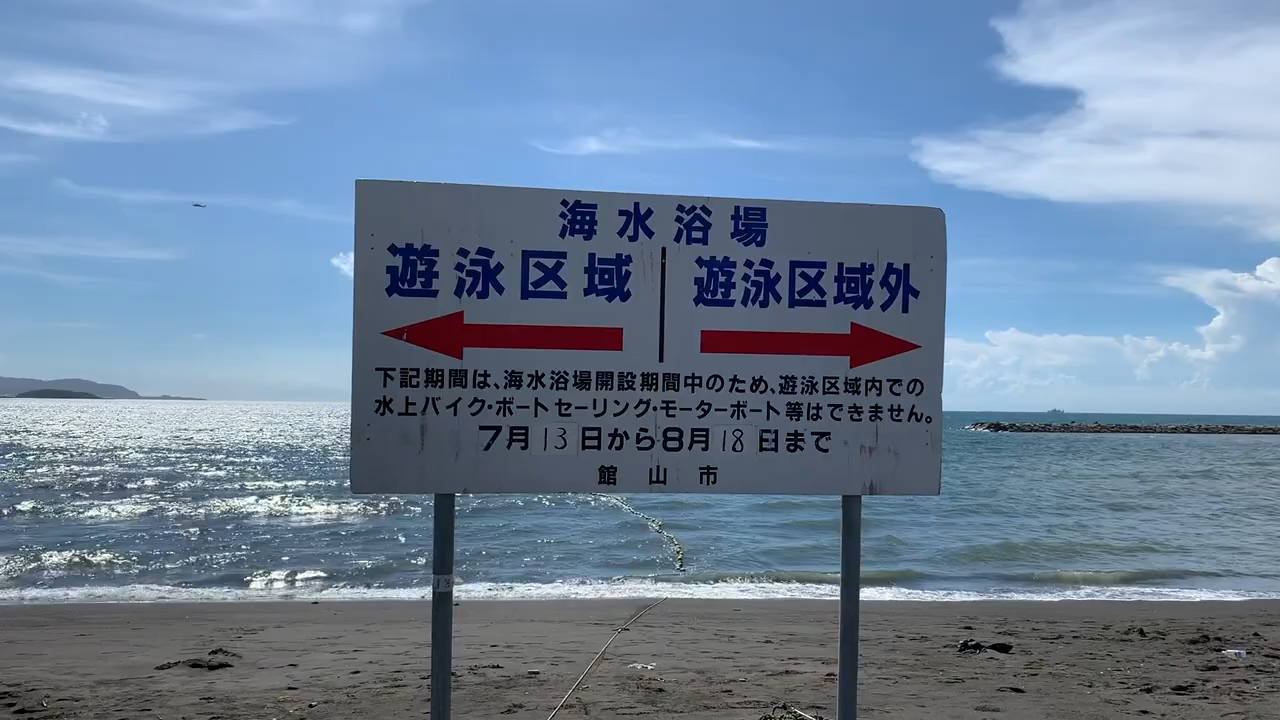 海水浴場
遊泳区域 遊泳区域外
下記期間は、海水浴場開設期間中のため、遊泳区域内での
水上バイク・ボートセーリング・モーターボート等はできません。
7月13日から8月18日まで
館山市
13